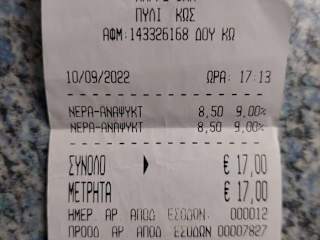 ΠΥΛΙ ΚΩΣ
ΑΦΜ:143326168 ΔΟΥ ΚΩ
10/09/2022 ΩΡΑ: 17:13
ΝΕΡΑ-ΑΝΑΨΥΚΤ 8,50 9,00%
ΝΕΡΑ-ΑΝΑΨΥΚΤ 8,50 9,00%
ΣΥΝΟΛΟ € 17,00
ΜΕΤΡΗΤΑ € 17,00
ΗΜΕΡ ΑΡ ΑΠΟΔ ΕΣΟΔΩΝ: 000012
ΠΡΟΟΔ ΑΡ ΑΠΟΔ ΕΣΟΔΩΝ 00007827